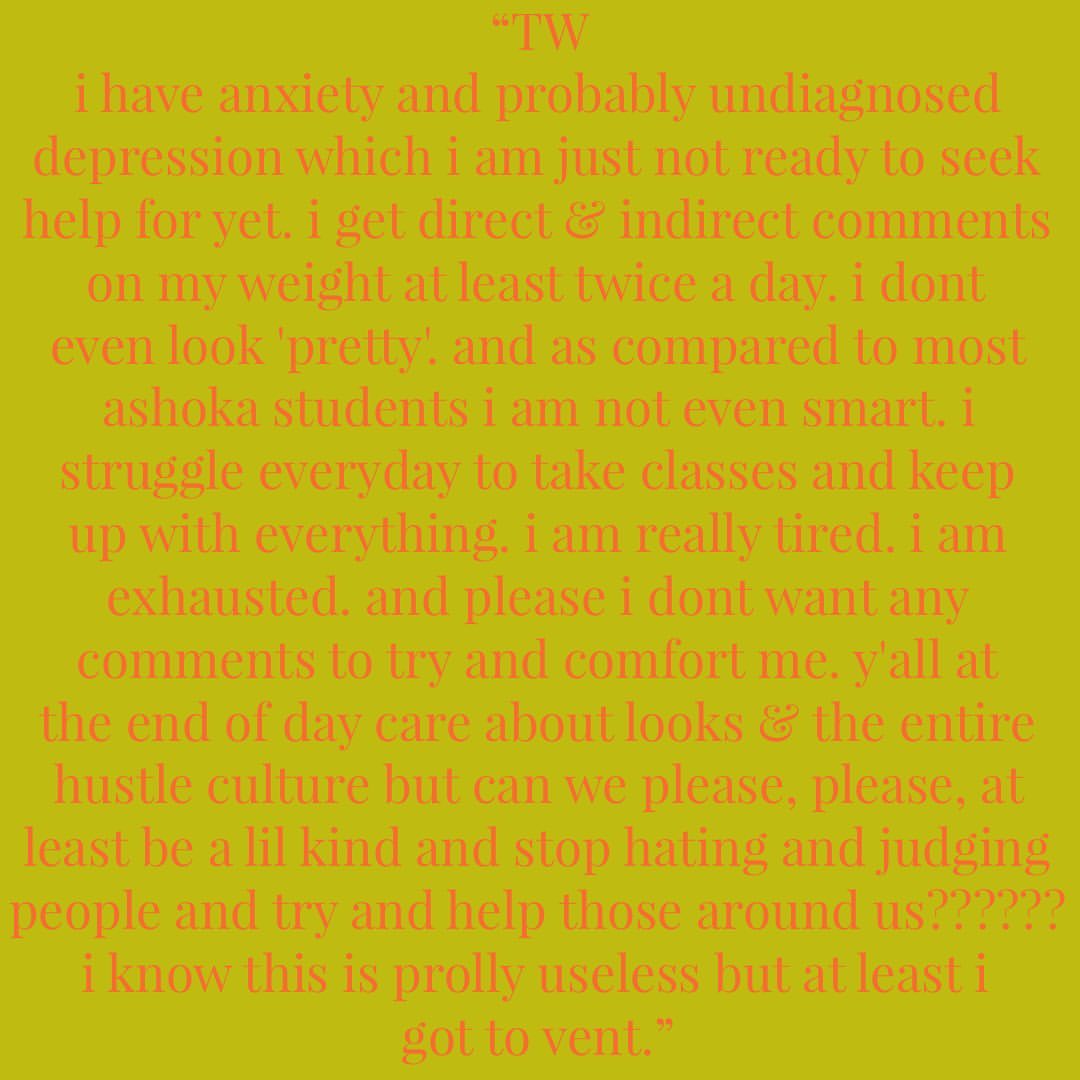 “TW
i have anxiety and probably undiagnosed
depression which i am just not ready to seek
help for yet. i get direct & indirect comments
on my weight at least twice a day. i dont
even look 'pretty'. and as compared to most
ashoka students i am not even smart. i
struggle everyday to take classes and keep
up with everything. i am really tired. i am
exhausted. and please i dont want any
comments to try and comfort me. y'all at
the end of day care about looks & the entire
hustle culture but can we please, please, at
least be a lil kind and stop hating and judging
people and try and help those around us??????
i know this is prolly useless but at least i
got to vent.”